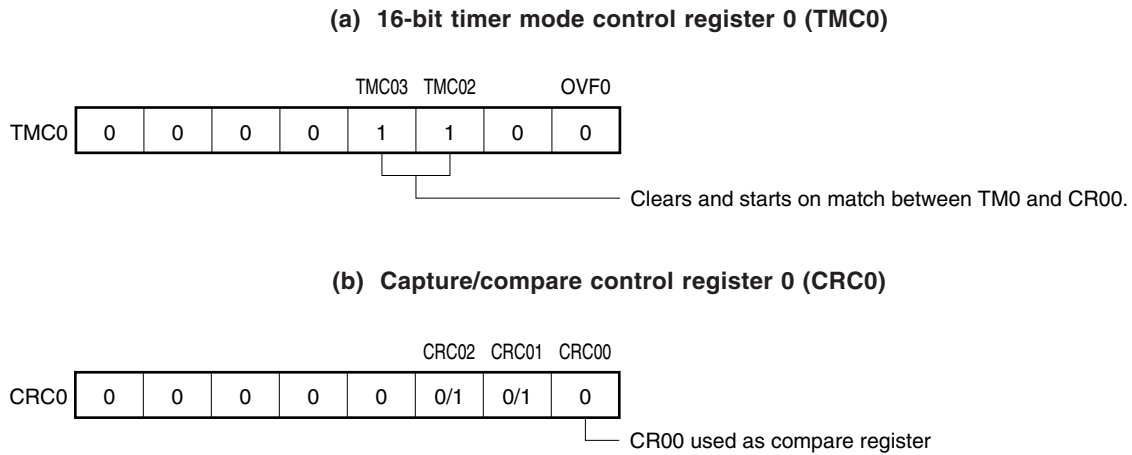 (a) 16-bit timer mode control register 0 (TMC0)
TMC03 TMC02 OVF0
TMC0 0 0 0 0 1 1 0 0
Clears and starts on match between TM0 and CR00.
(b) Capture/compare control register 0 (CRC0)
CRC02 CRC01 CRC00
CRC0 0 0 0 0 0 0/1 0/1 0
CR00 used as compare register